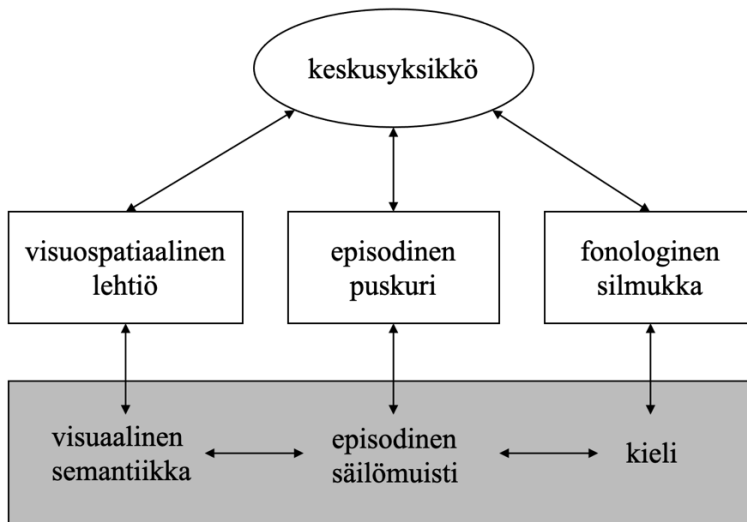 keskusyksikkö
visuospatiaalinen
lehtiö
episodinen
puskuri
fonologinen
silmukka
visuaalinen
semantiikka
episodinen
säilömuisti
kieli